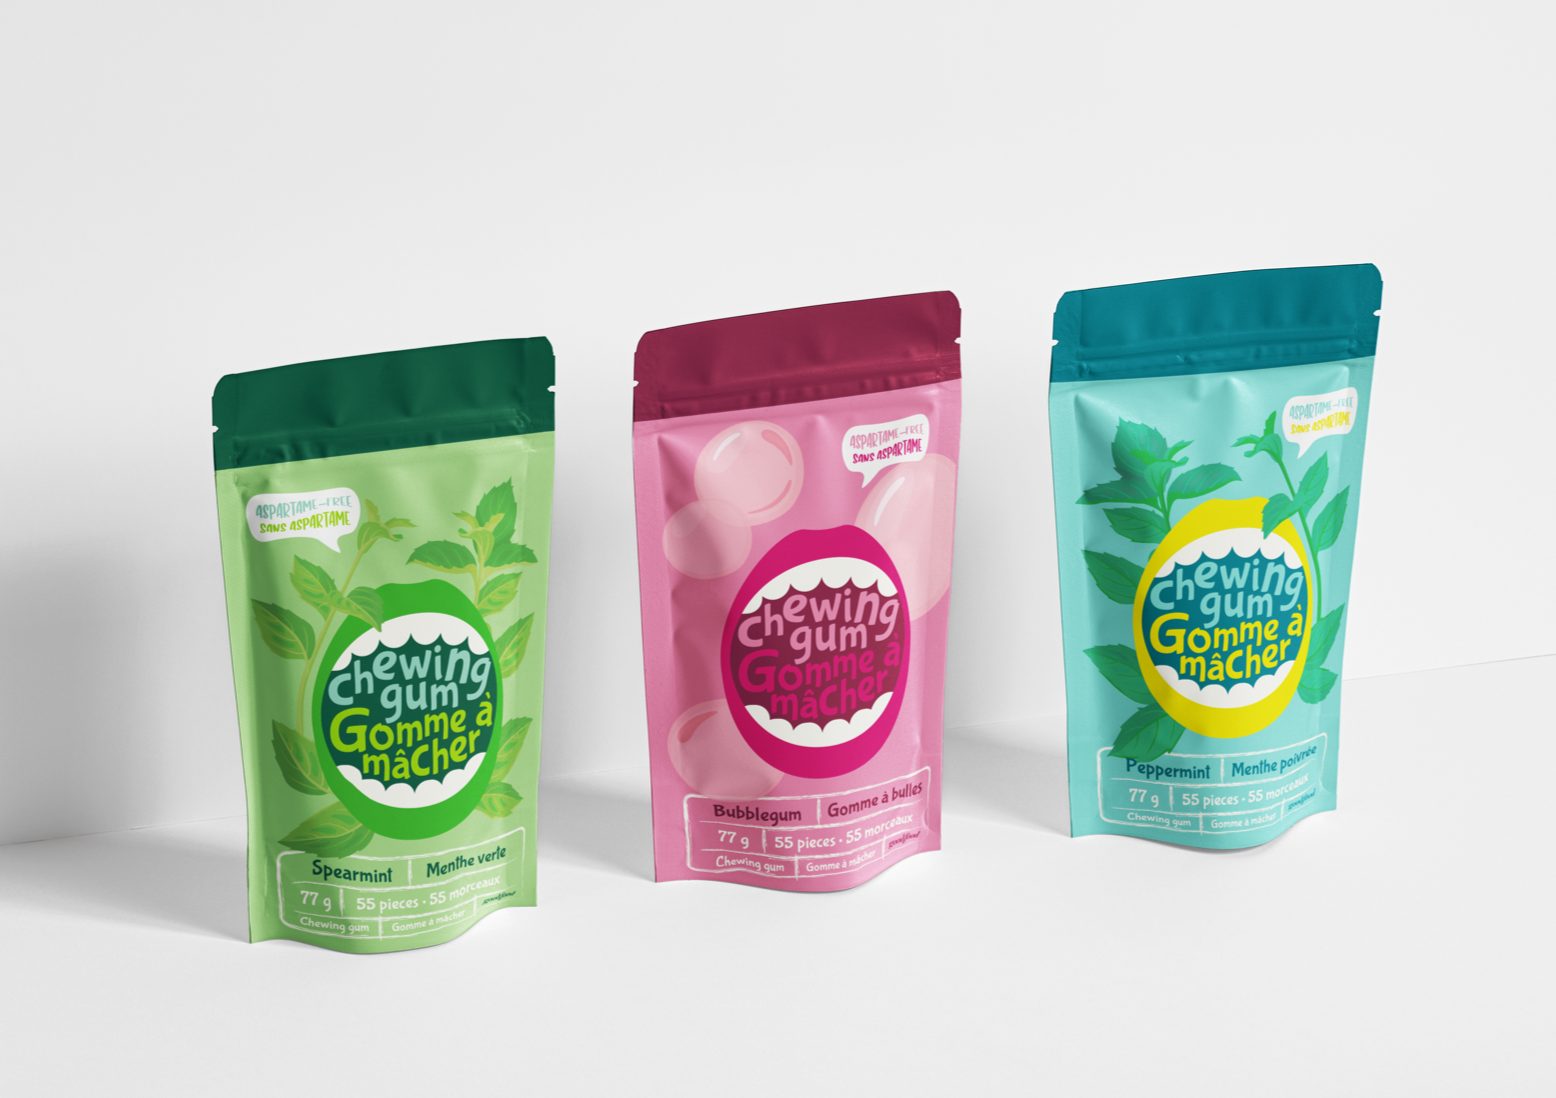 ASPARTAME-FREE
SANS ASPARTAME
Chewing
gum
Gomme à
mâcher
Spearmint
Menthe verte
77 g
55 pieces • 55 morceaux
Chewing gum
Gomme à mâcher
ASPARTAME-FREE
SANS ASPARTAME
Chewing
gum
Gomme à
mâcher
Bubblegum
Gomme à bulles
77 g
55 pieces • 55 morceaux
Chewing gum
Gomme à mâcher
ASPARTAME-FREE
SANS ASPARTAME
Chewing
gum
Gomme à
mâcher
Peppermint
Menthe poivrée
77 g
55 pieces • 55 morceaux
Chewing gum
Gomme à mâcher